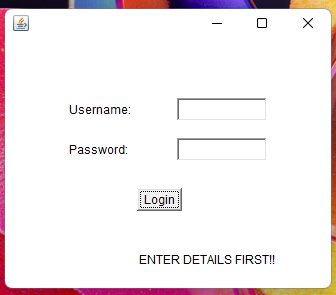 Username:
Password:
Login
ENTER DETAILS FIRST!!